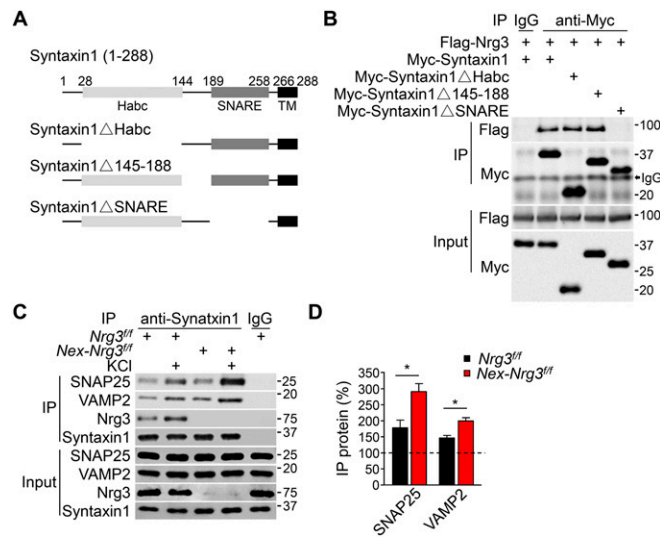 A
Syntaxin1 (1-288)
1 28 144 189 258 266 288
Habc SNARE TM
Syntaxin1△Habc
Syntaxin1△145-188
Syntaxin1△SNARE
B
IP IgG anti-Myc
Flag-Nrg3 + + + + +
Myc-Syntaxin1 + +
Myc-Syntaxin1△Habc +
Myc-Syntaxin1△145-188 +
Myc-Syntaxin1△SNARE +
IP
Flag -100
Myc -37
IgG
-20
Input
Flag -100
Myc -37
-25
-20
C
IP anti-Synatxin1 IgG
Nrg3f/f + + +
Nex-Nrg3f/f + +
KCl + +
IP
SNAP25 -25
VAMP2 -20
Nrg3 -75
Syntaxin1 -37
Input
SNAP25 -25
VAMP2 -20
Nrg3 -75
Syntaxin1 -37
D
Nrg3f/f
Nex-Nrg3f/f
IP protein (%)
350
300
250
200
150
100
50
0
* *
SNAP25
VAMP2